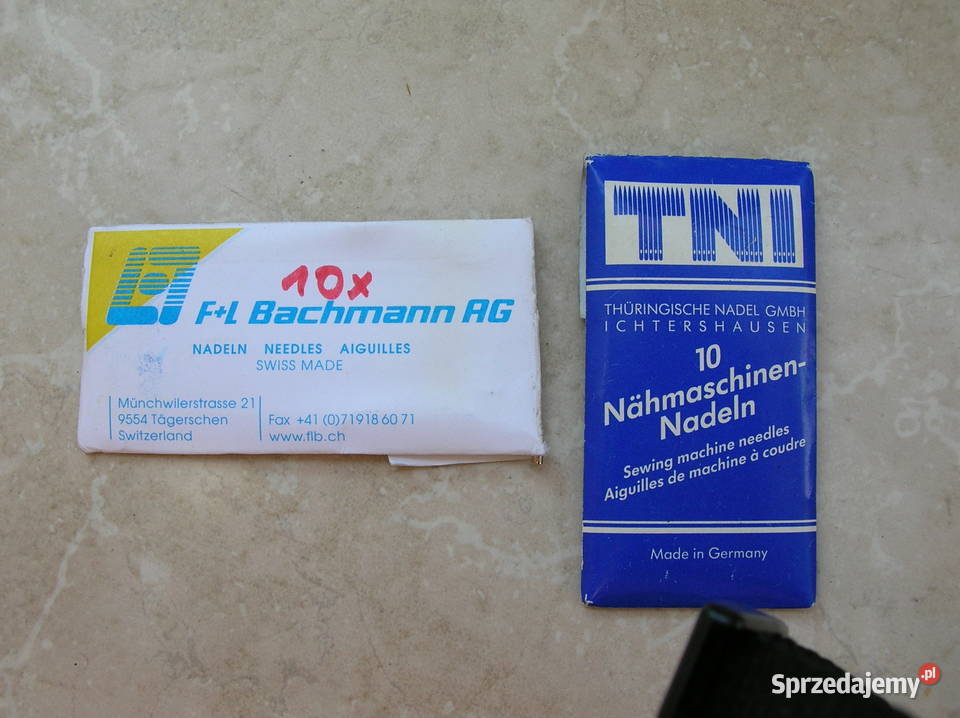 10x
F+L Bachmann AG
NADELN NEEDLES AIGUILLES
SWISS MADE
Münchwilerstrasse 21
9554 Tägerschen
Switzerland
Fax +41 (0)71 918 60 71
www.flb.ch
TNI
THÜRINGISCHE NADEL GMBH
ICHTERSHAUSEN
10
Nähmaschinen-
Nadeln
Sewing machine needles
Aiguilles de machine à coudre
Made in Germany
Sprzedajemy.pl